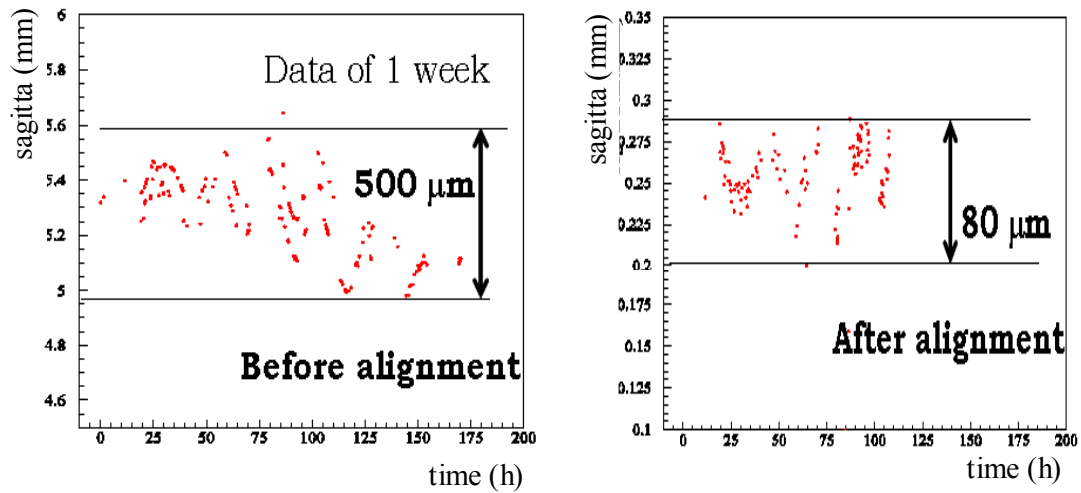 6
5.8
5.6
5.4
5.2
5
4.8
4.6
sagitta (mm)
Data of 1 week
500 μm
Before alignment
0 25 50 75 100 125 150 175 200
time (h)
0.35
0.325
0.3
0.275
0.25
0.225
0.2
0.175
0.15
0.125
0.1
sagitta (mm)
80 μm
After alignment
0 25 50 75 100 125 150 175 200
time (h)